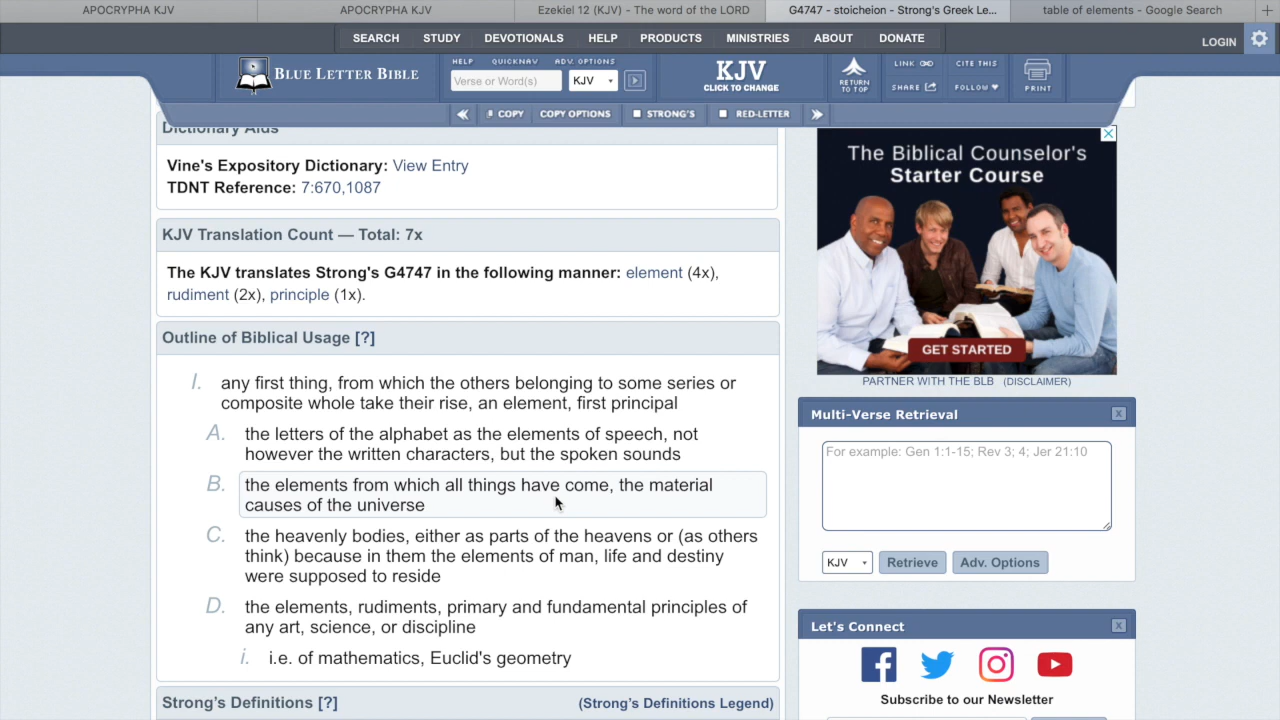 APOCRYPHA KJV
APOCRYPHA KJV
Ezekiel 12 (KJV) - The word of the LORD
G4747 - stoicheion - Strong's Greek Le...
table of elements - Google Search
SEARCH
STUDY
DEVOTIONALS
HELP
PRODUCTS
MINISTRIES
ABOUT
DONATE
LOGIN
BLUE LETTER BIBLE
HELP
QUICKNAV
ADV. OPTIONS
Verse or Word(s)
KJV
KJV
CLICK TO CHANGE
RETURN
TO TOP
LINK
CITE THIS
SHARE
FOLLOW
PRINT
COPY
COPY OPTIONS
STRONG'S
RED-LETTER
Dictionary Aids
Vine's Expository Dictionary: View Entry
TDNT Reference: 7:670,1087
KJV Translation Count — Total: 7x
The KJV translates Strong's G4747 in the following manner: element (4x),
rudiment (2x), principle (1x).
Outline of Biblical Usage [?]
I. any first thing, from which the others belonging to some series or
composite whole take their rise, an element, first principal
A. the letters of the alphabet as the elements of speech, not
however the written characters, but the spoken sounds
B. the elements from which all things have come, the material
causes of the universe
C. the heavenly bodies, either as parts of the heavens or (as others
think) because in them the elements of man, life and destiny
were supposed to reside
D. the elements, rudiments, primary and fundamental principles of
any art, science, or discipline
i. i.e. of mathematics, Euclid's geometry
Strong's Definitions [?]
(Strong's Definitions Legend)
The Biblical Counselor's
Starter Course
GET STARTED
PARTNER WITH THE BLB (DISCLAIMER)
Multi-Verse Retrieval
X
For example: Gen 1:1-15; Rev 3; 4; Jer 21:10
KJV
Retrieve
Adv. Options
Let's Connect
X
Subscribe to our Newsletter